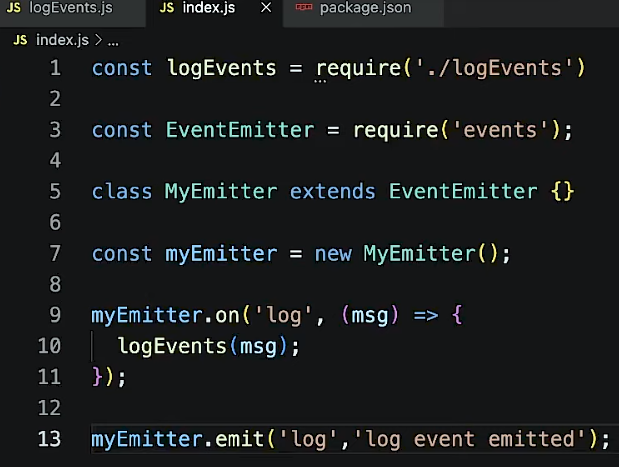 JS logEvents.js JS index.js × package.json
JS index.js > ...
1 const logEvents = require('./logEvents')
2
3 const EventEmitter = require('events');
4
5 class MyEmitter extends EventEmitter {}
6
7 const myEmitter = new MyEmitter();
8
9 myEmitter.on('log', (msg) => {
10 logEvents(msg);
11 });
12
13 myEmitter.emit('log','log event emitted');